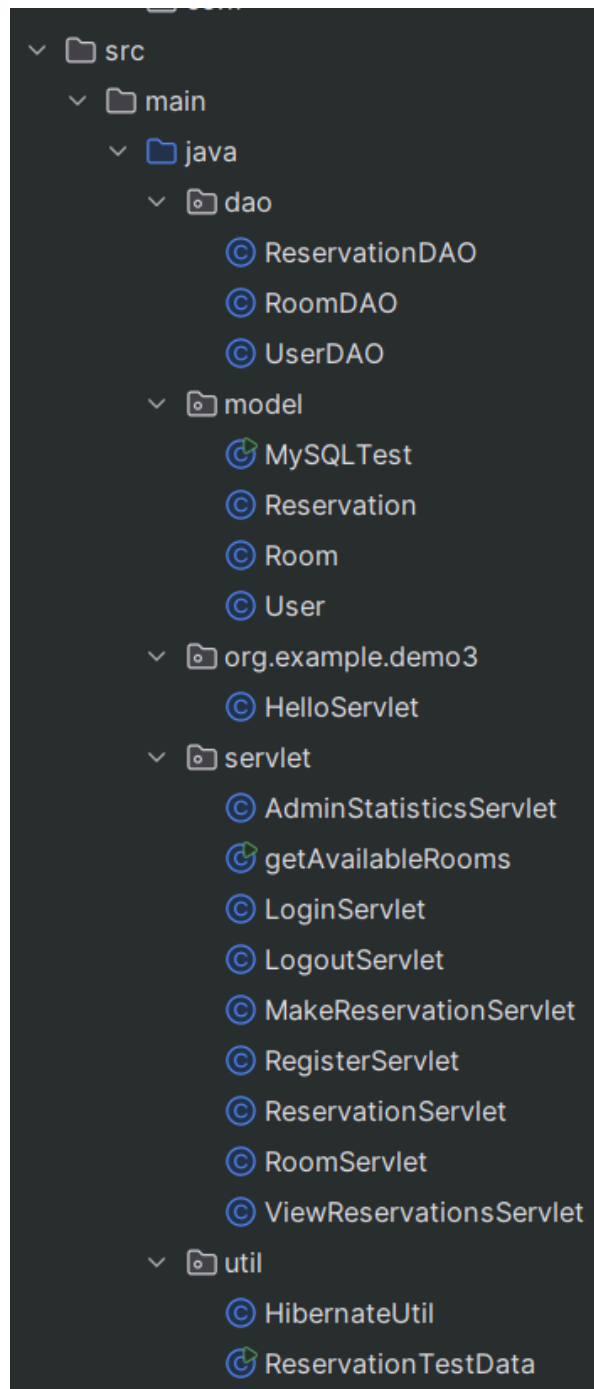 src
main
java
dao
ReservationDAO
RoomDAO
UserDAO
model
MySQLTest
Reservation
Room
User
org.example.demo3
HelloServlet
servlet
AdminStatisticsServlet
getAvailableRooms
LoginServlet
LogoutServlet
MakeReservationServlet
RegisterServlet
ReservationServlet
RoomServlet
ViewReservationsServlet
util
HibernateUtil
ReservationTestData